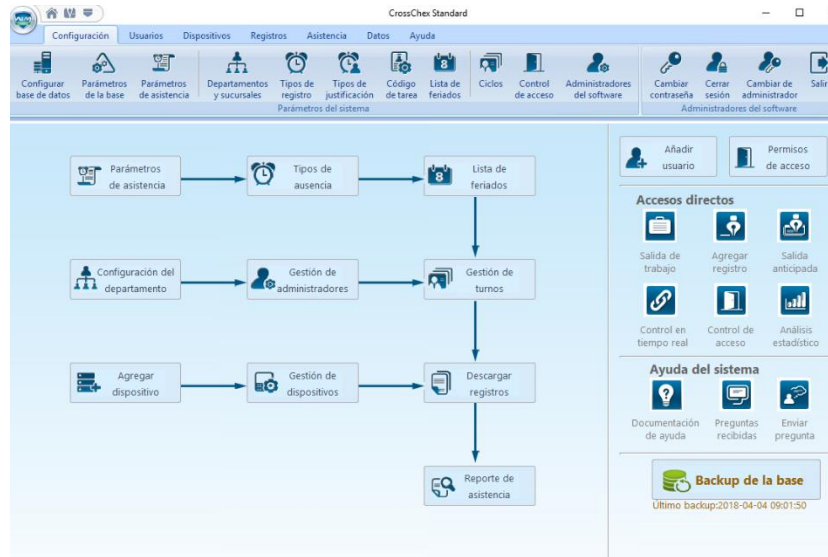 CrossChex Standard
Configuración Usuarios Dispositivos Registros Asistencia Datos Ayuda
Configurar base de datos
Parámetros de la base
Parámetros de asistencia
Departamentos y sucursales
Tipos de registro
Tipos de justificación
Código de tarea
Lista de feriados
Ciclos
Control de acceso
Administradores del software
Cambiar contraseña
Cerrar sesión
Cambiar de administrador
Salir
Parámetros del sistema
Administradores del software
Parámetros
de asistencia
Tipos de
ausencia
8
Lista de
feriados
Añadir
usuario
Permisos
de acceso
Configuración del
departamento
Gestión de
administradores
Gestión de
turnos
Agregar
dispositivo
Gestión de
dispositivos
Descargar
registros
Reporte de
asistencia
Accesos directos
Salida de
trabajo
Agregar
registro
Salida
anticipada
Control en
tiempo real
Control de
acceso
Análisis
estadístico
Ayuda del sistema
Documentación
de ayuda
Preguntas
recibidas
Enviar
pregunta
Backup de la base
Último backup:2018-04-04 09:01:50